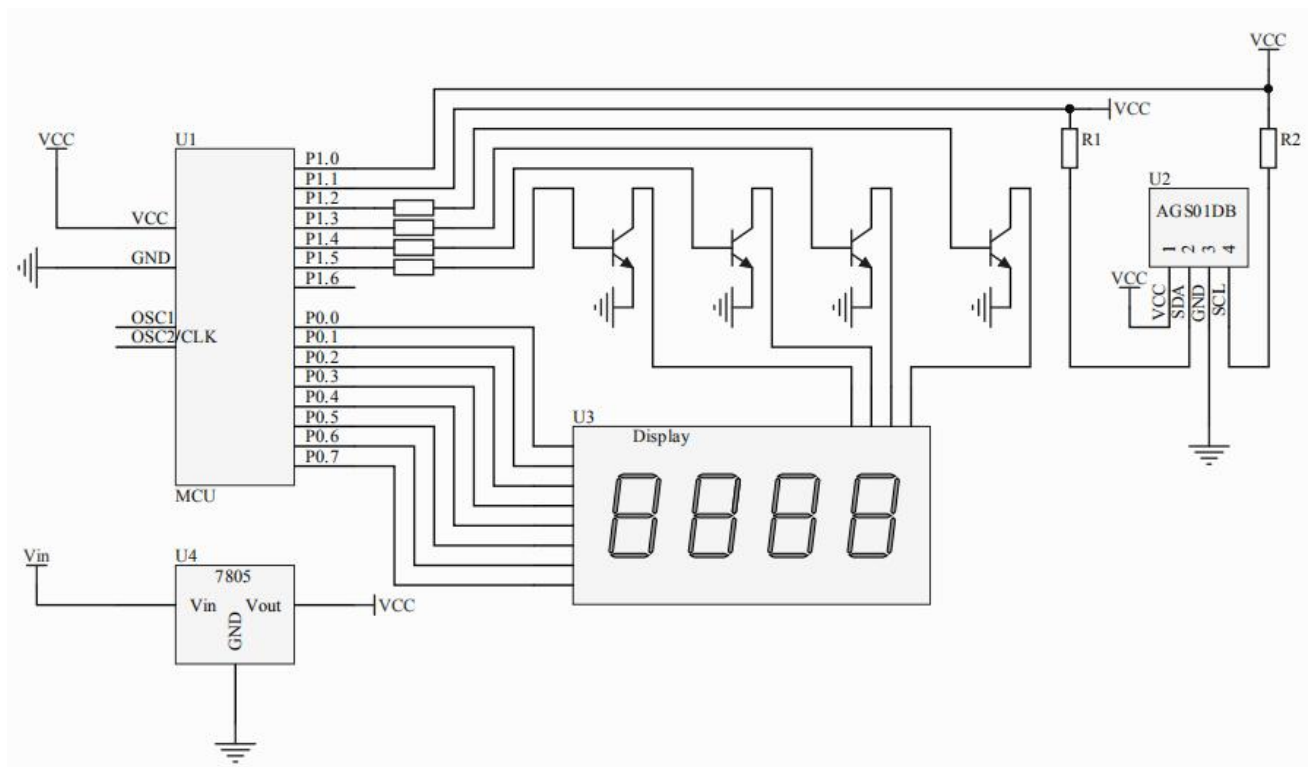 VCC
VCC
R1
R2
VCC
U1
P1.0
P1.1
P1.2
P1.3
P1.4
P1.5
P1.6
VCC
GND
OSC1
OSC2/CLK
P0.0
P0.1
P0.2
P0.3
P0.4
P0.5
P0.6
P0.7
MCU
U2
AGS01DB
1
2
3
4
VCC
VCC
SDA
GND
SCL
U3
Display
8888
Vin
U4
7805
Vin
Vout
GND
VCC